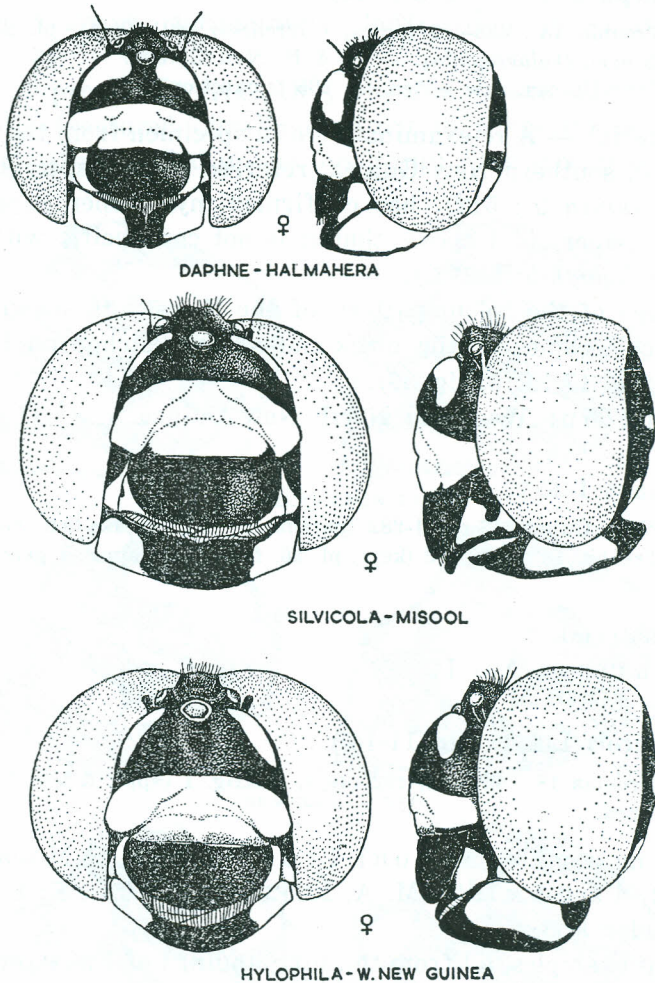 ♀
DAPHNE-HALMAHERA
♀
SILVICOLA-MISOOL
♀
HYLOPHILA-W. NEW GUINEA